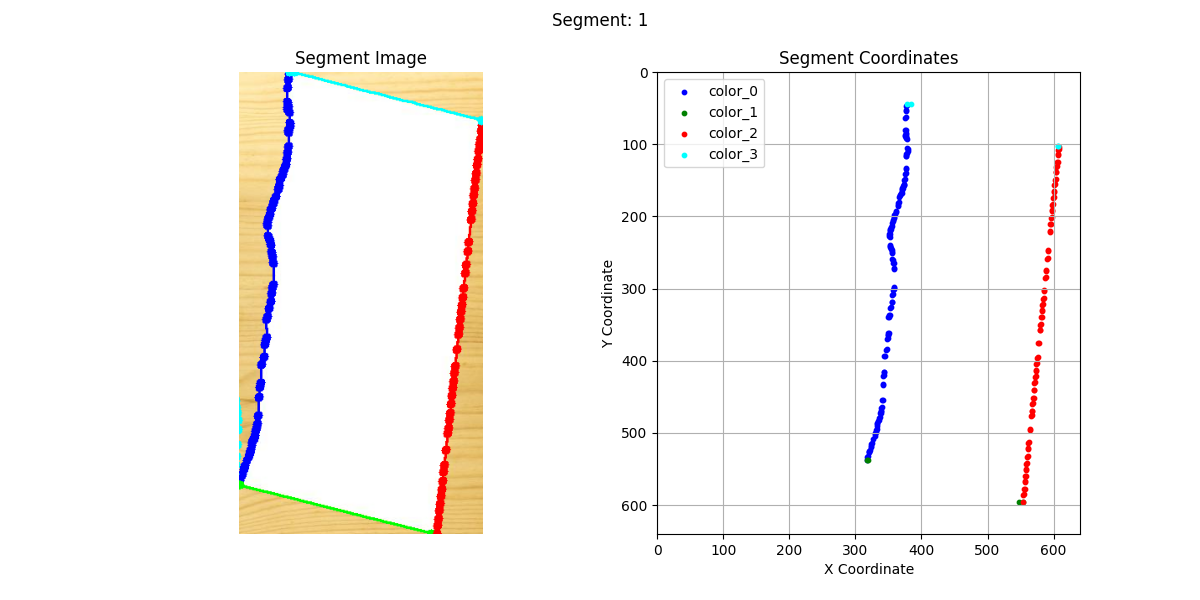 Segment: 1
Segment Image
Segment Coordinates
color_0
color_1
color_2
color_3
0
100
200
300
400
500
600
Y Coordinate
0 100 200 300 400 500 600
X Coordinate